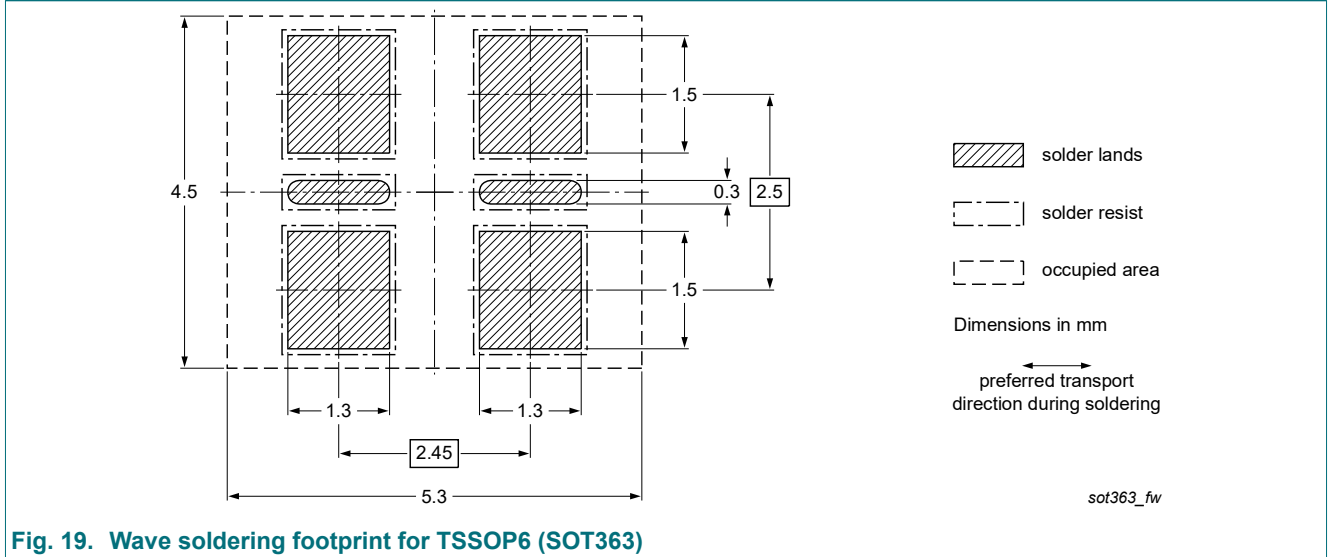 1.5
solder lands
4.5
0.3
2.5
solder resist
occupied area
1.5
Dimensions in mm
preferred transport
direction during soldering
1.3
1.3
2.45
5.3
sot363_fw
Fig. 19. Wave soldering footprint for TSSOP6 (SOT363)